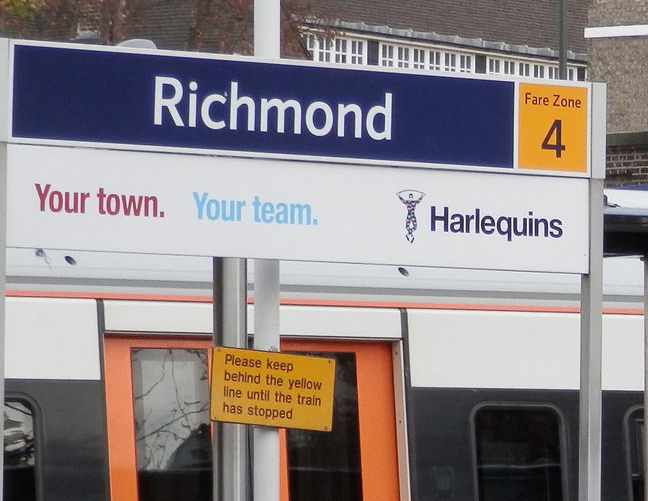 Richmond
Fare Zone
4
Your town. Your team.
Harlequins
Please keep
behind the yellow
line until the train
has stopped